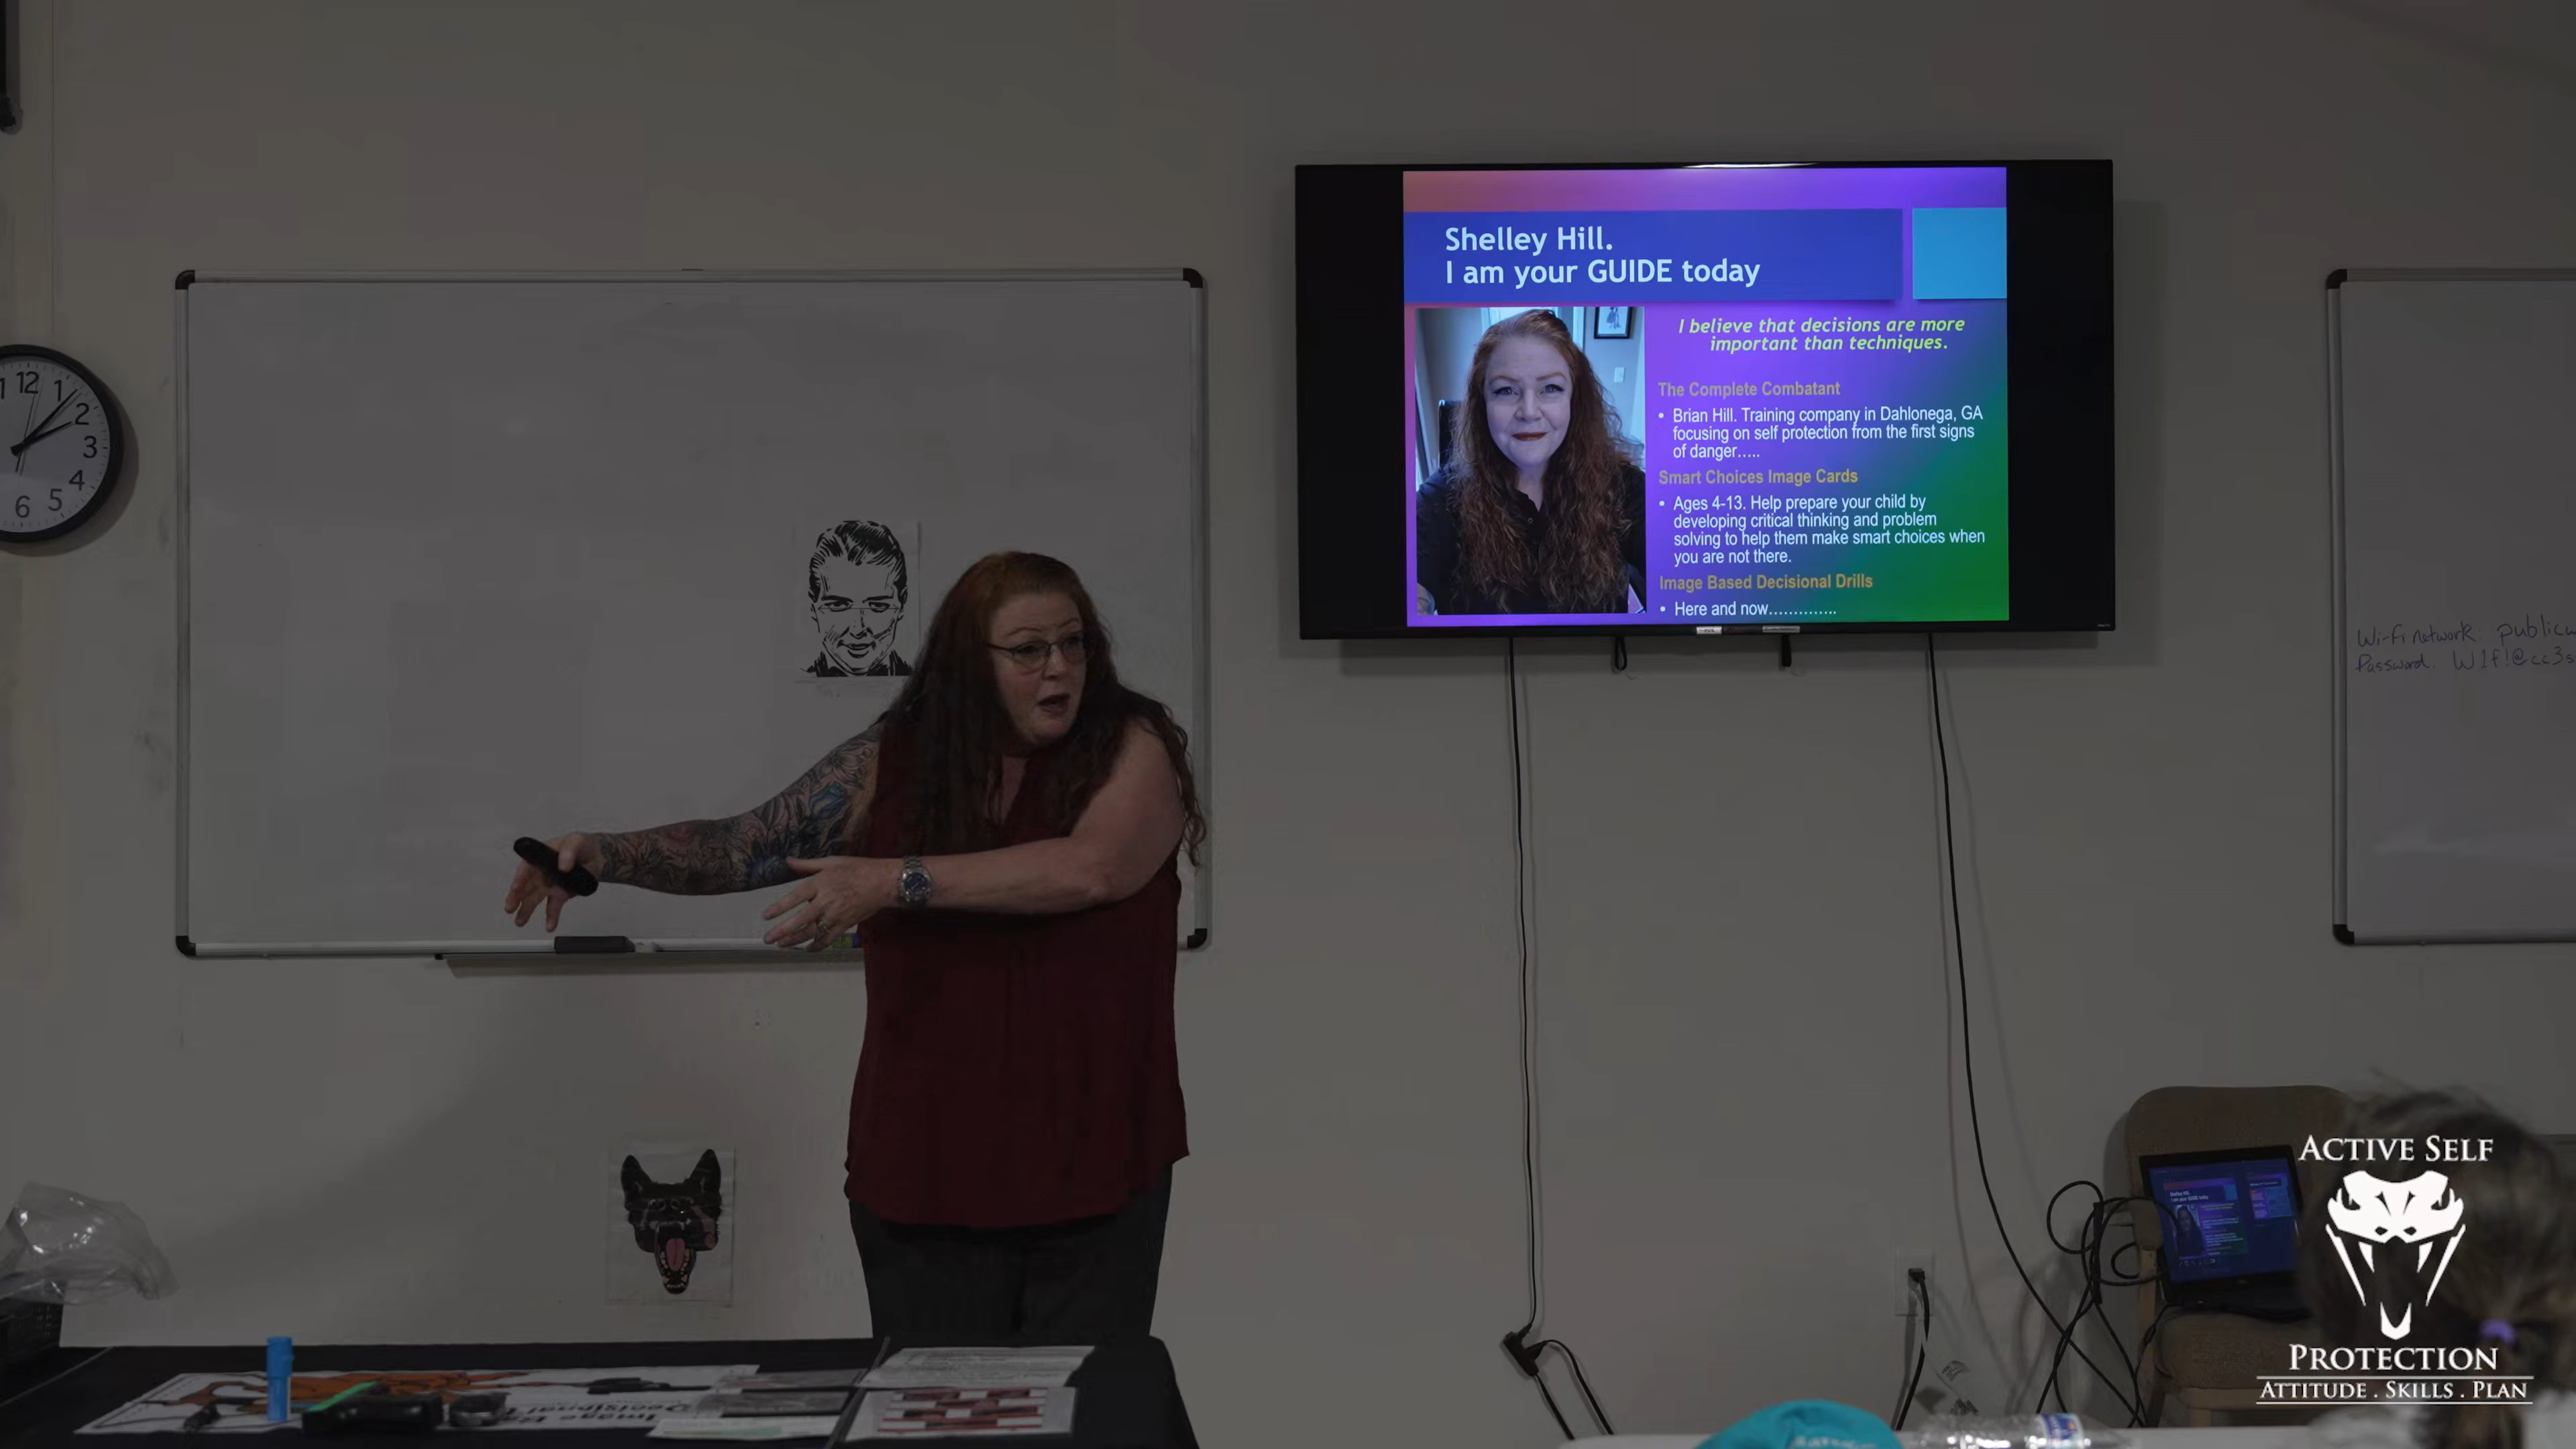 12
1
2
3
4
5
6
Shelley Hill.
I am your GUIDE today
I believe that decisions are more
important than techniques.
The Complete Combatant
• Brian Hill. Training company in Dahlonega, GA
focusing on self protection from the first signs
of danger…..
Smart Choices Image Cards
• Ages 4-13. Help prepare your child by
developing critical thinking and problem
solving to help them make smart choices when
you are not there.
Image Based Decisional Drills
• Here and now…………..
Wi-Fi network:
Password: W1f!@cc3s
ACTIVE SELF
PROTECTION
ATTITUDE . SKILLS . PLAN